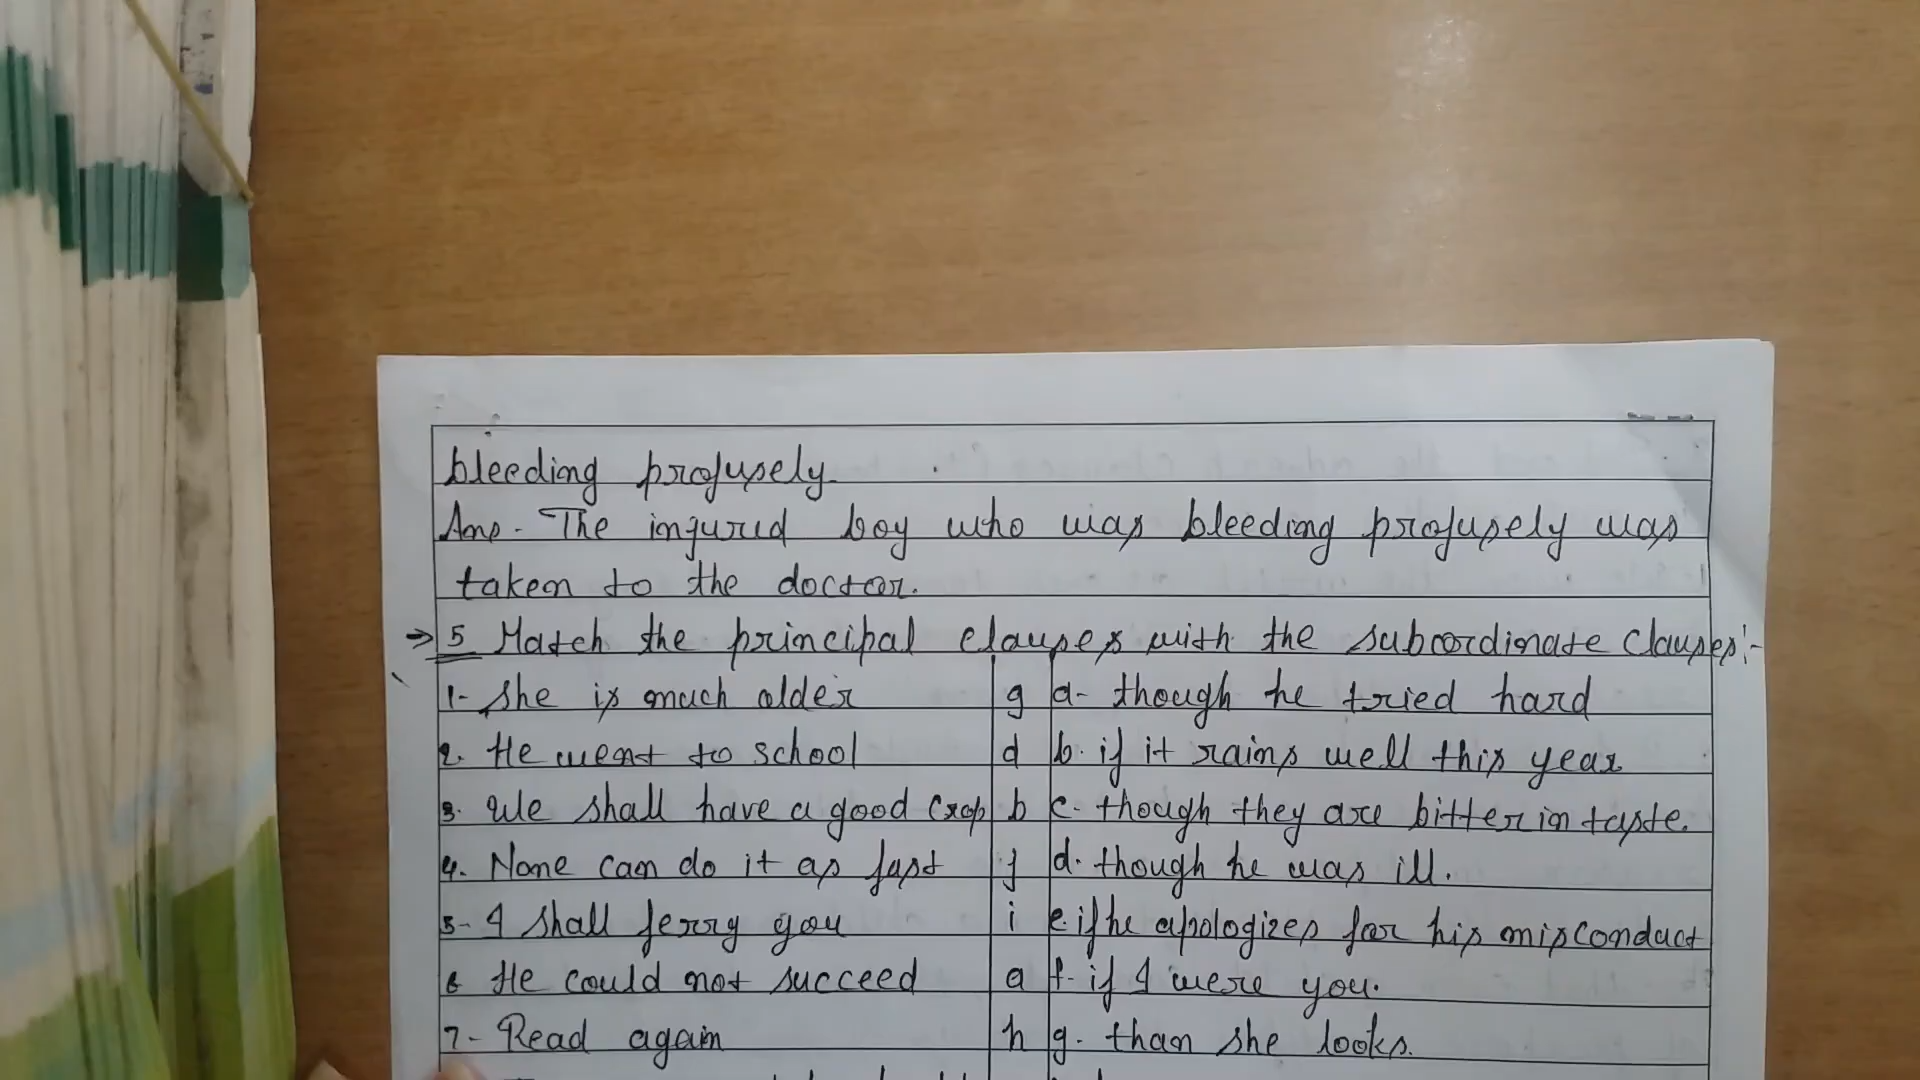 bleeding profusely
Ans - The injured boy who was bleeding profusely was
taken to the doctor.
⇒ 5 Match the principal clauses with the subordinate clauses:-
1- She is much older g a- though he tried hard
2. He went to school d b. if it rains well this year
3. We shall have a good crop b c- though they are bitter in taste.
4. None can do it as fast j d. though he was ill.
5- I shall ferry you i e. if he apologizes for his misconduct
6 He could not succeed a f- if I were you.
7- Read again h g. than she looks.